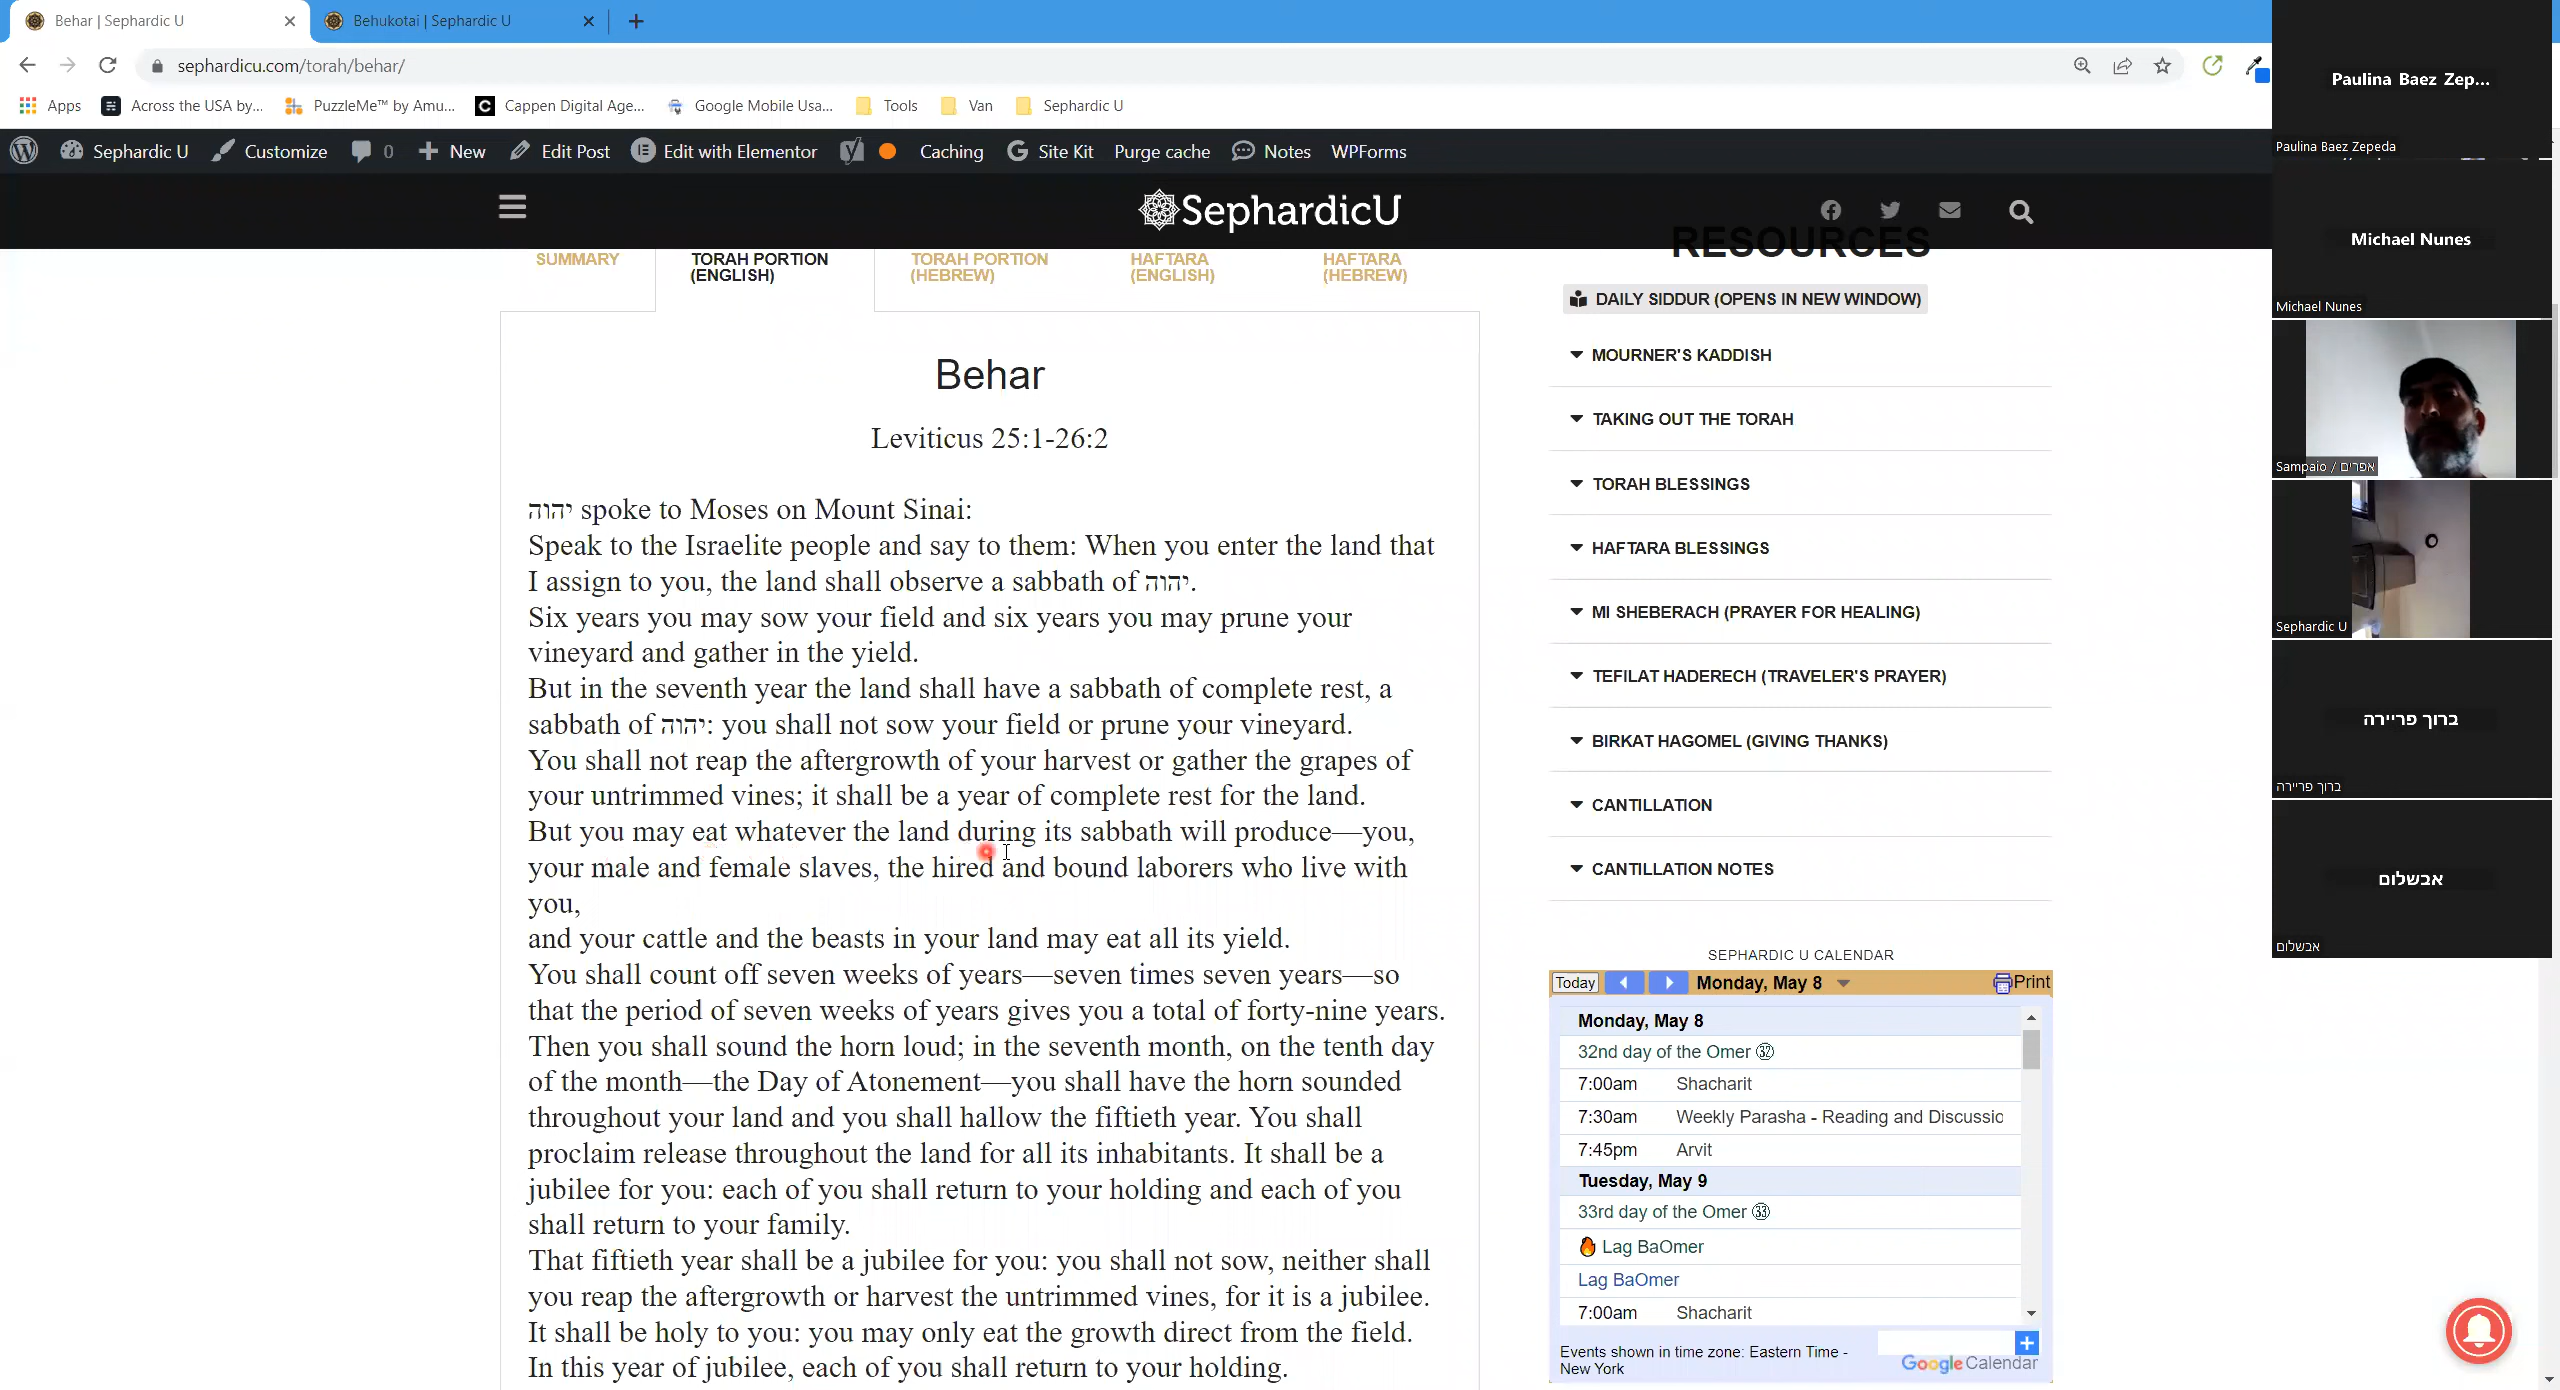 Behar | Sephardic U
Behukotai | Sephardic U
sephardicu.com/torah/behar/
Apps
Across the USA by...
PuzzleMe™ by Amu...
Cappen Digital Age...
Google Mobile Usa...
Tools
Van
Sephardic U
Sephardic U
Customize
0
New
Edit Post
Edit with Elementor
Caching
Site Kit
Purge cache
Notes
WPForms
SephardicU
SUMMARY
TORAH PORTION
(ENGLISH)
TORAH PORTION
(HEBREW)
HAFTARA
(ENGLISH)
HAFTARA
(HEBREW)
Behar
Leviticus 25:1-26:2
יהוה spoke to Moses on Mount Sinai:
Speak to the Israelite people and say to them: When you enter the land that
I assign to you, the land shall observe a sabbath of יהוה.
Six years you may sow your field and six years you may prune your
vineyard and gather in the yield.
But in the seventh year the land shall have a sabbath of complete rest, a
sabbath of יהוה: you shall not sow your field or prune your vineyard.
You shall not reap the aftergrowth of your harvest or gather the grapes of
your untrimmed vines; it shall be a year of complete rest for the land.
But you may eat whatever the land during its sabbath will produce—you,
your male and female slaves, the hired and bound laborers who live with
you,
and your cattle and the beasts in your land may eat all its yield.
You shall count off seven weeks of years—seven times seven years—so
that the period of seven weeks of years gives you a total of forty-nine years.
Then you shall sound the horn loud; in the seventh month, on the tenth day
of the month—the Day of Atonement—you shall have the horn sounded
throughout your land and you shall hallow the fiftieth year. You shall
proclaim release throughout the land for all its inhabitants. It shall be a
jubilee for you: each of you shall return to your holding and each of you
shall return to your family.
That fiftieth year shall be a jubilee for you: you shall not sow, neither shall
you reap the aftergrowth or harvest the untrimmed vines, for it is a jubilee.
It shall be holy to you: you may only eat the growth direct from the field.
In this year of jubilee, each of you shall return to your holding.
RESOURCES
DAILY SIDDUR (OPENS IN NEW WINDOW)
MOURNER'S KADDISH
TAKING OUT THE TORAH
TORAH BLESSINGS
HAFTARA BLESSINGS
MI SHEBERACH (PRAYER FOR HEALING)
TEFILAT HADERECH (TRAVELER'S PRAYER)
BIRKAT HAGOMEL (GIVING THANKS)
CANTILLATION
CANTILLATION NOTES
SEPHARDIC U CALENDAR
Today
Monday, May 8
Print
Monday, May 8
32nd day of the Omer ㉜
7:00am Shacharit
7:30am Weekly Parasha - Reading and Discussio
7:45pm Arvit
Tuesday, May 9
33rd day of the Omer ㉝
Lag BaOmer
Lag BaOmer
7:00am Shacharit
Events shown in time zone: Eastern Time -
New York
Google Calendar
Paulina Baez Zep...
Paulina Baez Zepeda
Michael Nunes
Michael Nunes
Sampaio / אפרים
Sephardic U
ברוך פריירה
ברוך פריירה
אבשלום
אבשלום